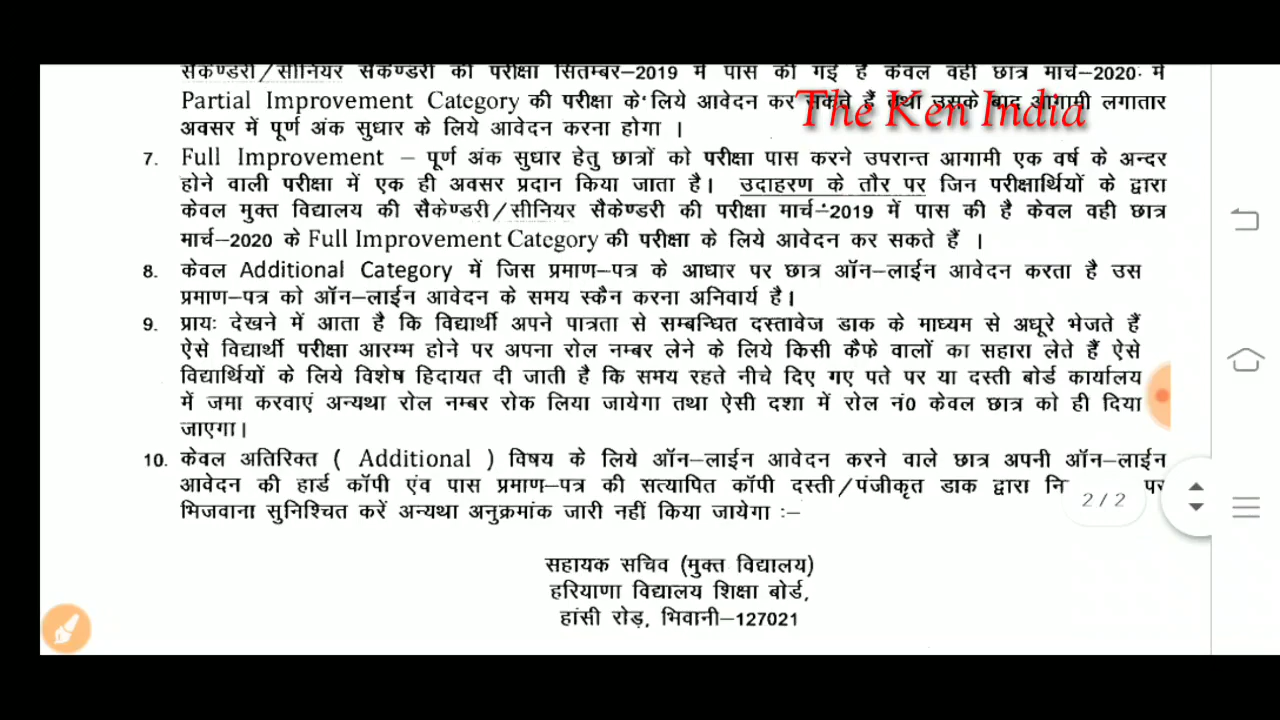 सैकेण्डरी/सीनियर सैकेण्डरी की परीक्षा सितम्बर–2019 में पास की गई है केवल वही छात्र मार्च–2020 में
Partial Improvement Category की परीक्षा के लिये आवेदन कर सकते हैं तथा उसके बाद आगामी लगातार
The Ken India
अवसर में पूर्ण अंक सुधार के लिये आवेदन करना होगा ।
7. Full Improvement – पूर्ण अंक सुधार हेतु छात्रों को परीक्षा पास करने उपरान्त आगामी एक वर्ष के अन्दर
होने वाली परीक्षा में एक ही अवसर प्रदान किया जाता है। उदाहरण के तौर पर जिन परीक्षार्थियों के द्वारा
केवल मुक्त विद्यालय की सैकेण्डरी/सीनियर सैकेण्डरी की परीक्षा मार्च–2019 में पास की है केवल वही छात्र
मार्च–2020 के Full Improvement Category की परीक्षा के लिये आवेदन कर सकते हैं ।
8. केवल Additional Category में जिस प्रमाण–पत्र के आधार पर छात्र ऑन–लाईन आवेदन करता है उस
प्रमाण–पत्र को ऑन–लाईन आवेदन के समय स्कैन करना अनिवार्य है।
9. प्रायः देखने में आता है कि विद्यार्थी अपने पात्रता से सम्बन्धित दस्तावेज डाक के माध्यम से अधूरे भेजते हैं
ऐसे विद्यार्थी परीक्षा आरम्भ होने पर अपना रोल नम्बर लेने के लिये किसी कैफे वालों का सहारा लेते हैं ऐसे
विद्यार्थियों के लिये विशेष हिदायत दी जाती है कि समय रहते नीचे दिए गए पते पर या दस्ती बोर्ड कार्यालय
में जमा करवाएं अन्यथा रोल नम्बर रोक लिया जायेगा तथा ऐसी दशा में रोल नं0 केवल छात्र को ही दिया
जाएगा।
10. केवल अतिरिक्त ( Additional ) विषय के लिये ऑन–लाईन आवेदन करने वाले छात्र अपनी ऑन–लाईन
आवेदन की हार्ड कॉपी एंव पास प्रमाण–पत्र की सत्यापित कॉपी दस्ती/पंजीकृत डाक द्वारा पर
2/2
भिजवाना सुनिश्चित करें अन्यथा अनुक्रमांक जारी नहीं किया जायेगा :–
सहायक सचिव (मुक्त विद्यालय)
हरियाणा विद्यालय शिक्षा बोर्ड,
हांसी रोड़, भिवानी–127021